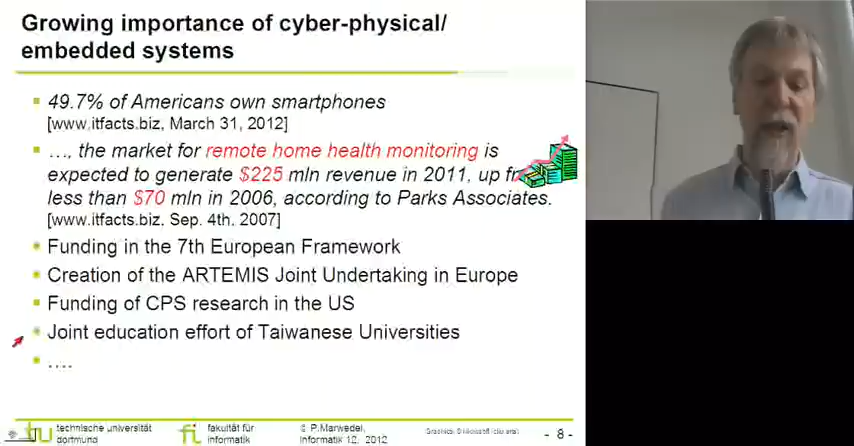 Growing importance of cyber-physical/
embedded systems
49.7% of Americans own smartphones
[www.itfacts.biz, March 31, 2012]
…, the market for remote home health monitoring is
expected to generate $225 mln revenue in 2011, up
less than $70 mln in 2006, according to Parks Associates.
[www.itfacts.biz, Sep. 4th, 2007]
Funding in the 7th European Framework
Creation of the ARTEMIS Joint Undertaking in Europe
Funding of CPS research in the US
Joint education effort of Taiwanese Universities
….
technische universität
dortmund
fakultät für
informatik
© P.Marwedel,
Informatik 12, 2012
- 8 -